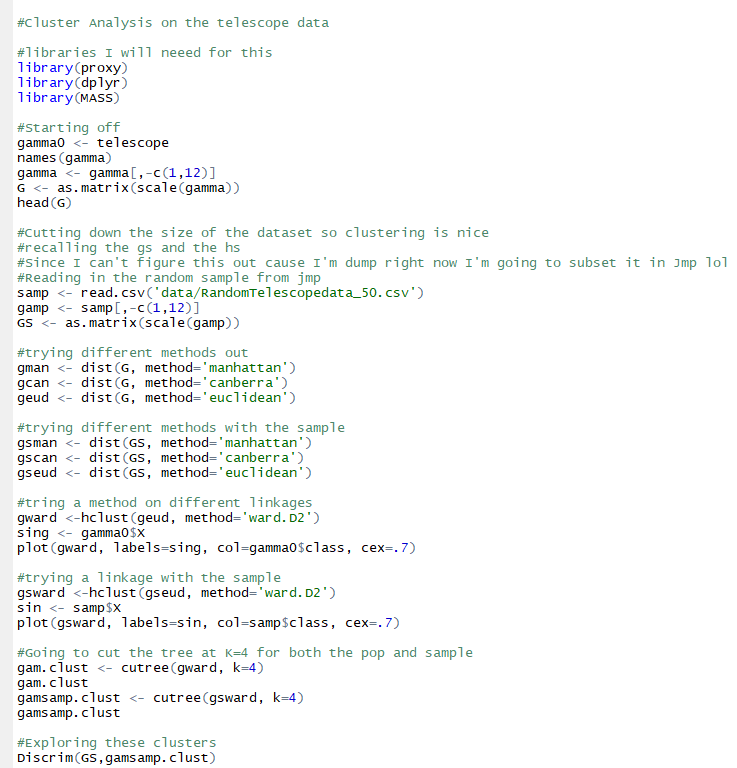 #Cluster Analysis on the telescope data
#libraries I will neeed for this
library(proxy)
library(dplyr)
library(MASS)
#Starting off
gamma0 <- telescope
names(gamma)
gamma <- gamma[,-c(1,12)]
G <- as.matrix(scale(gamma))
head(G)
#Cutting down the size of the dataset so clustering is nice
#recalling the gs and the hs
#Since I can't figure this out cause I'm dump right now I'm going to subset it in Jmp lol
#Reading in the random sample from jmp
samp <- read.csv('data/RandomTelescopedata_50.csv')
gamp <- samp[,-c(1,12)]
GS <- as.matrix(scale(gamp))
#trying different methods out
gman <- dist(G, method='manhattan')
gcan <- dist(G, method='canberra')
geud <- dist(G, method='euclidean')
#trying different methods with the sample
gsman <- dist(GS, method='manhattan')
gscan <- dist(GS, method='canberra')
gseud <- dist(GS, method='euclidean')
#tring a method on different linkages
gward <-hclust(geud, method='ward.D2')
sing <- gamma0$X
plot(gward, labels=sing, col=gamma0$class, cex=.7)
#trying a linkage with the sample
gsward <-hclust(gseud, method='ward.D2')
sin <- samp$X
plot(gsward, labels=sin, col=samp$class, cex=.7)
#Going to cut the tree at K=4 for both the pop and sample
gam.clust <- cutree(gward, k=4)
gam.clust
gamsamp.clust <- cutree(gsward, k=4)
gamsamp.clust
#Exploring these clusters
Discrim(GS,gamsamp.clust)